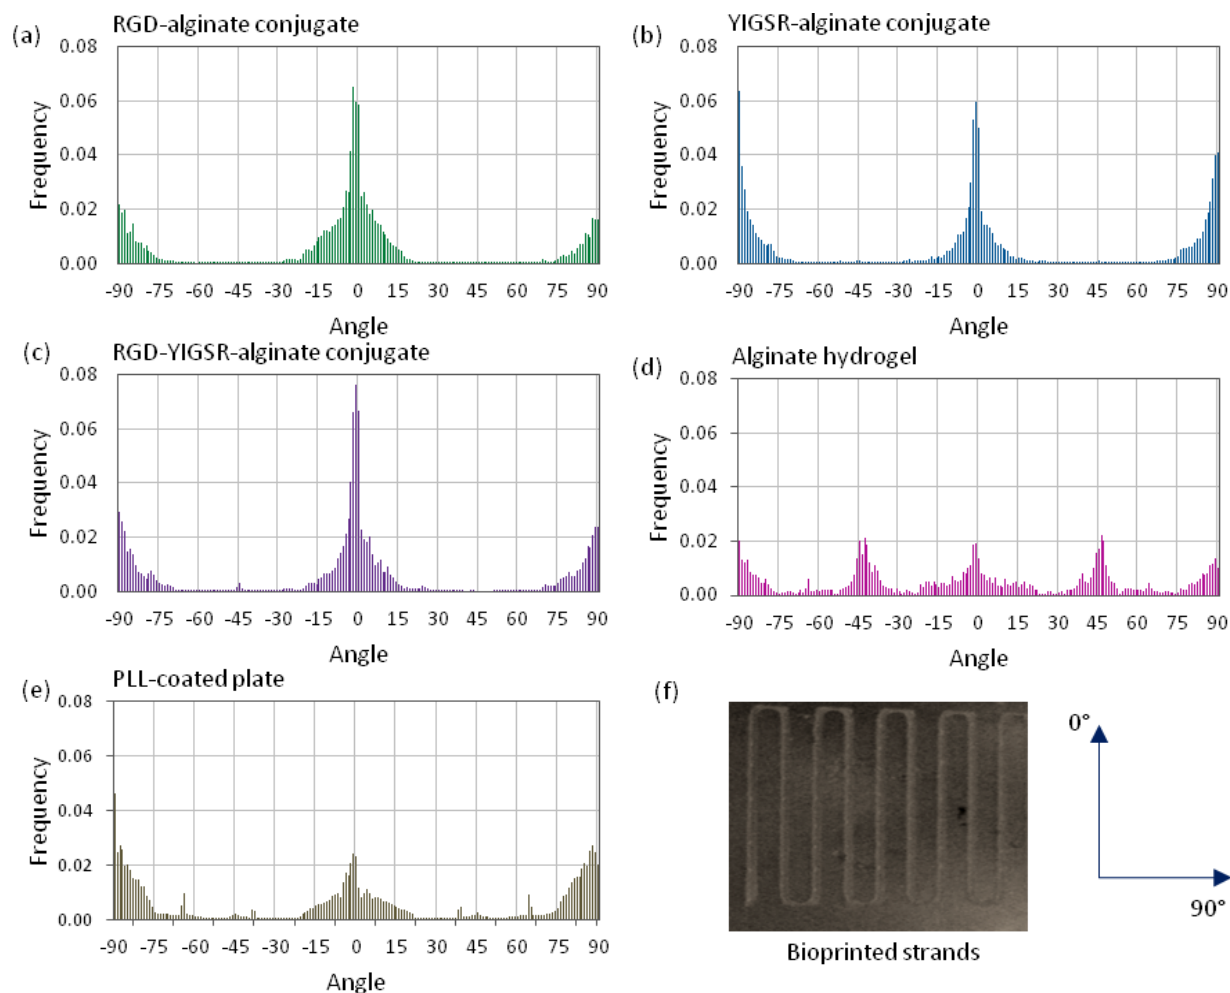 (a) RGD-alginate conjugate
0.08
0.06
0.04
0.02
0.00
Frequency
-90 -75 -60 -45 -30 -15 0 15 30 45 60 75 90
Angle
(b) YIGSR-alginate conjugate
0.08
0.06
0.04
0.02
0.00
Frequency
-90 -75 -60 -45 -30 -15 0 15 30 45 60 75 90
Angle
(c) RGD-YIGSR-alginate conjugate
0.08
0.06
0.04
0.02
0.00
Frequency
-90 -75 -60 -45 -30 -15 0 15 30 45 60 75 90
Angle
(d) Alginate hydrogel
0.08
0.06
0.04
0.02
0.00
Frequency
-90 -75 -60 -45 -30 -15 0 15 30 45 60 75 90
Angle
(e) PLL-coated plate
0.08
0.06
0.04
0.02
0.00
Frequency
-90 -75 -60 -45 -30 -15 0 15 30 45 60 75 90
Angle
(f)
0°
90°
Bioprinted strands